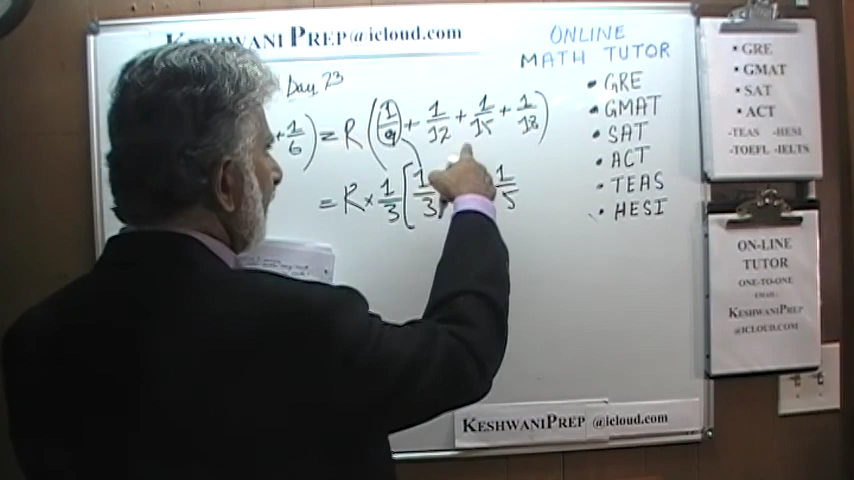 KESHWANI PREP@icloud.com
Day 73
+ 1/6) = R (1/9 + 1/12 + 1/15 + 1/18)
= R × 1/3 [1/3 1/5
ONLINE
MATH TUTOR
• GRE
• GMAT
• SAT
• ACT
• TEAS
• HESI
• GRE
• GMAT
• SAT
• ACT
-TEAS -HESI
-TOEFL -IELTS
ON-LINE
TUTOR
ONE-TO-ONE
EMAIL:
KESHWANIPREP
@ICLOUD.COM
KESHWANIPREP @icloud.com